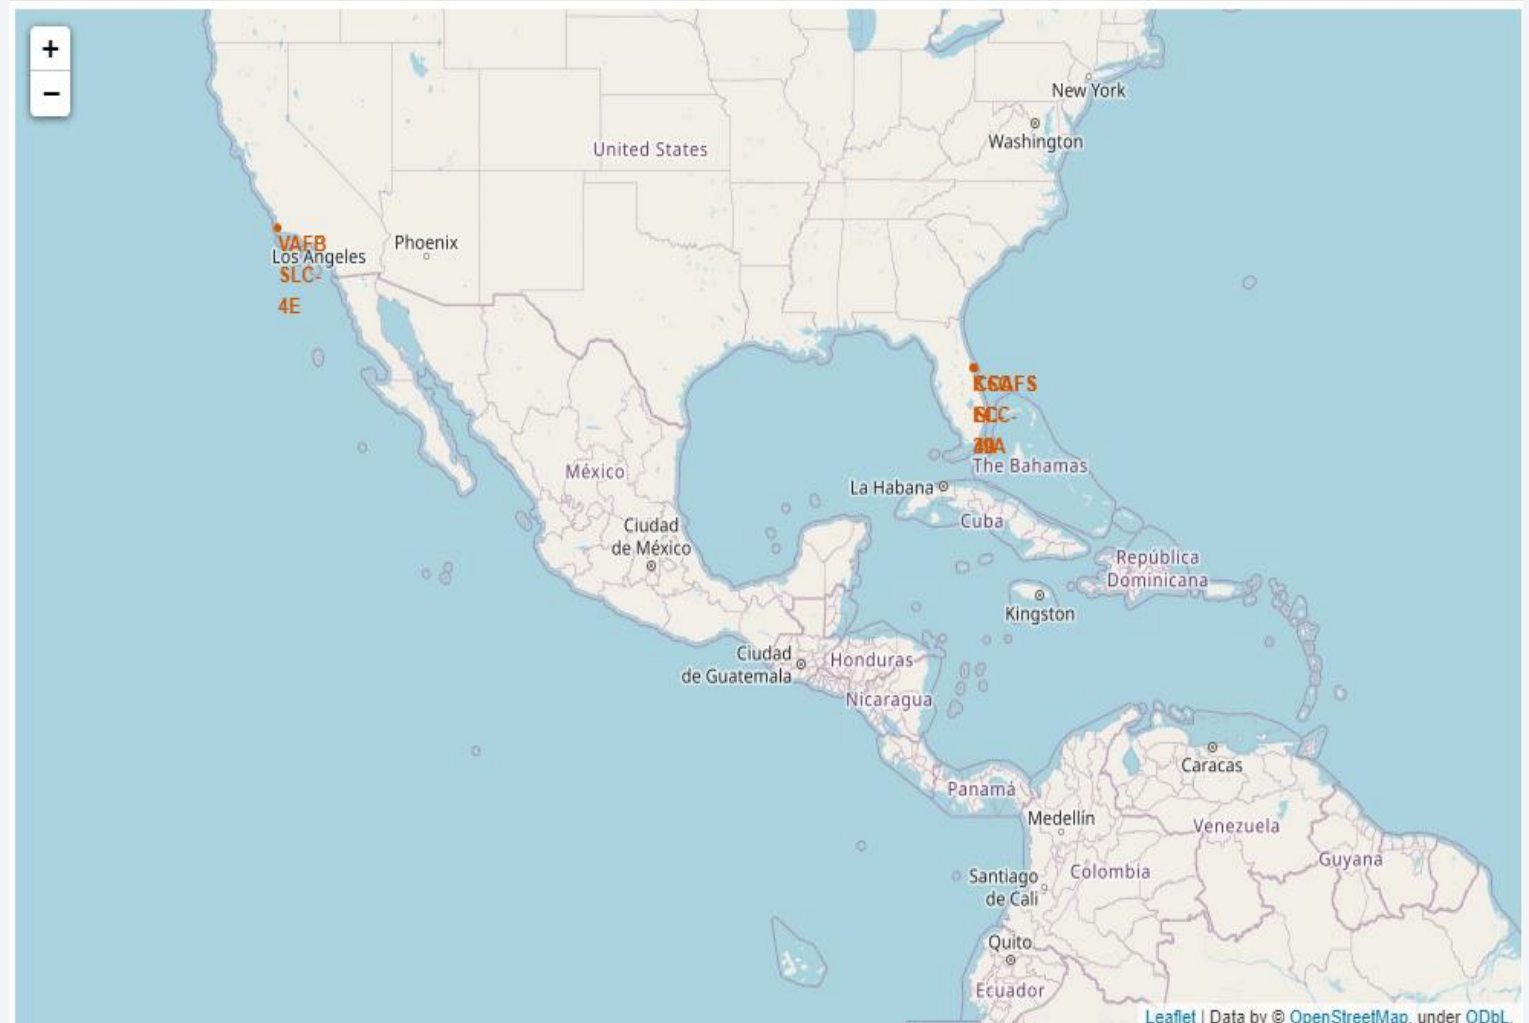 +
−
New York
Washington
United States
VAFB
Los Angeles
SLC-
4E
Phoenix
The Bahamas
México
La Habana
Cuba
Ciudad
de México
República
Dominicana
Kingston
Ciudad
de Guatemala
Honduras
Nicaragua
Caracas
Panamá
Medellín
Venezuela
Guyana
Santiago
de Cali
Colombia
Quito
Ecuador
Leaflet | Data by © OpenStreetMap, under ODbL.